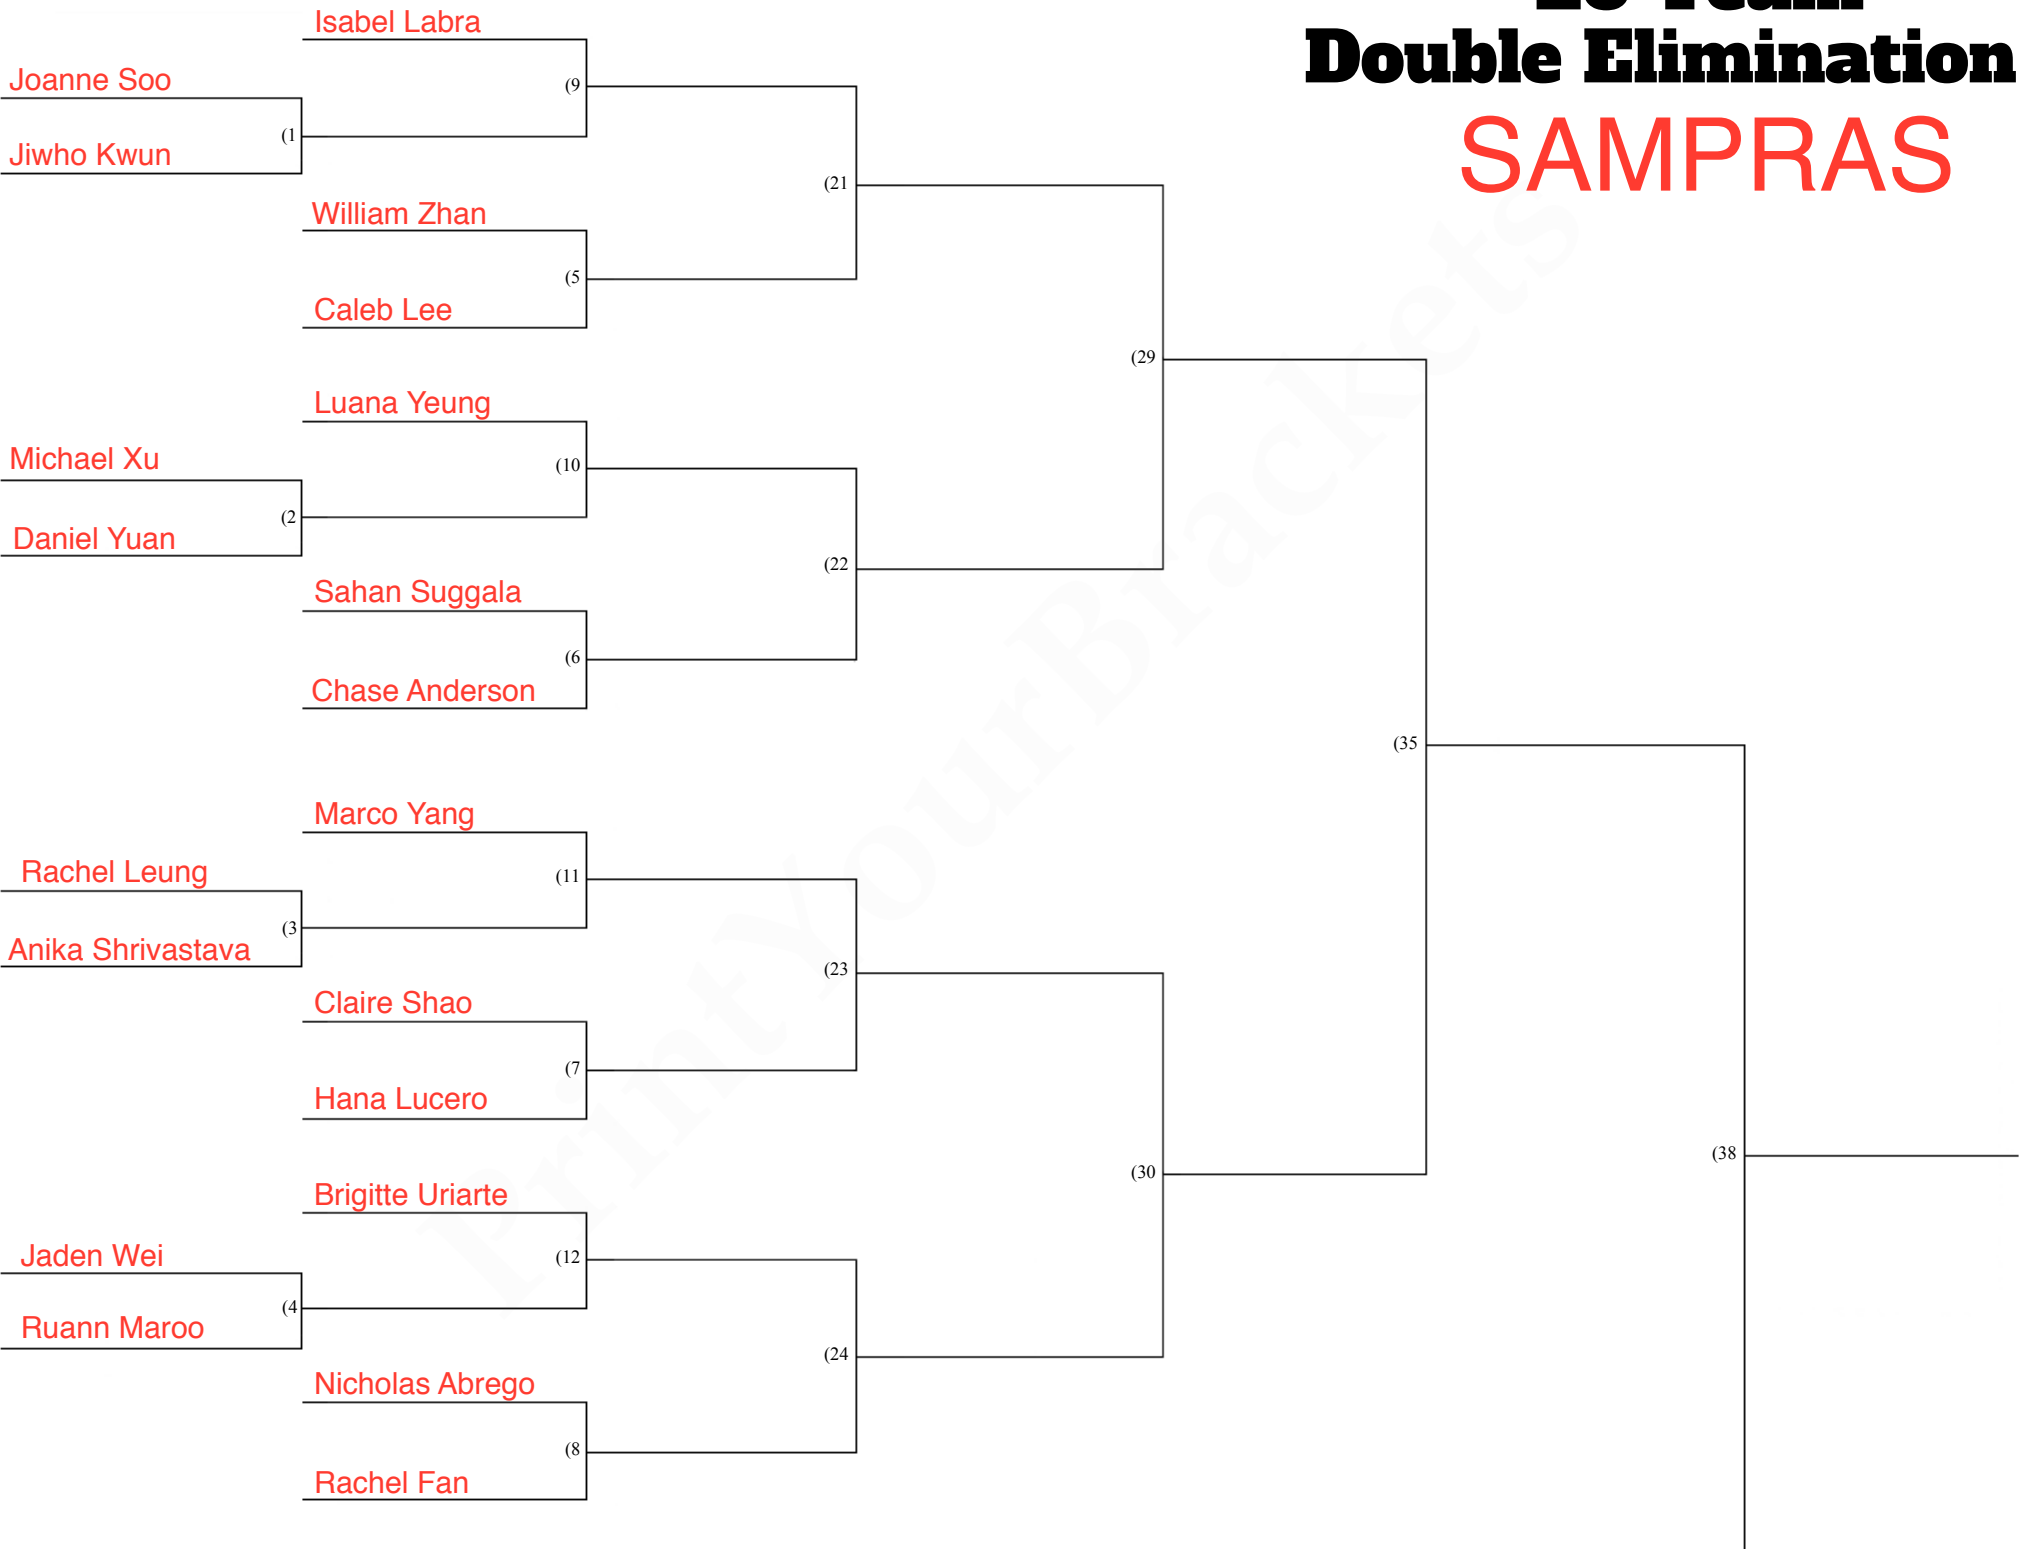 Double Elimination
SAMPRAS
Isabel Labra
Joanne Soo
(9
(1
Jiwho Kwun
(21
William Zhan
(5
Caleb Lee
(29
Luana Yeung
Michael Xu
(10
(2
Daniel Yuan
(22
Sahan Suggala
(6
Chase Anderson
(35
Marco Yang
Rachel Leung
(11
(3
Anika Shrivastava
(23
Claire Shao
(7
Hana Lucero
(38
(30
Brigitte Uriarte
Jaden Wei
(12
(4
Ruann Maroo
(24
Nicholas Abrego
(8
Rachel Fan
PrintYourBrackets